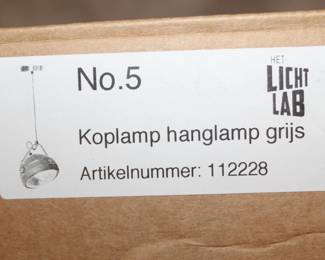 No.5
HET
LICHT
LAB
Koplamp hanglamp grijs
Artikelnummer: 112228